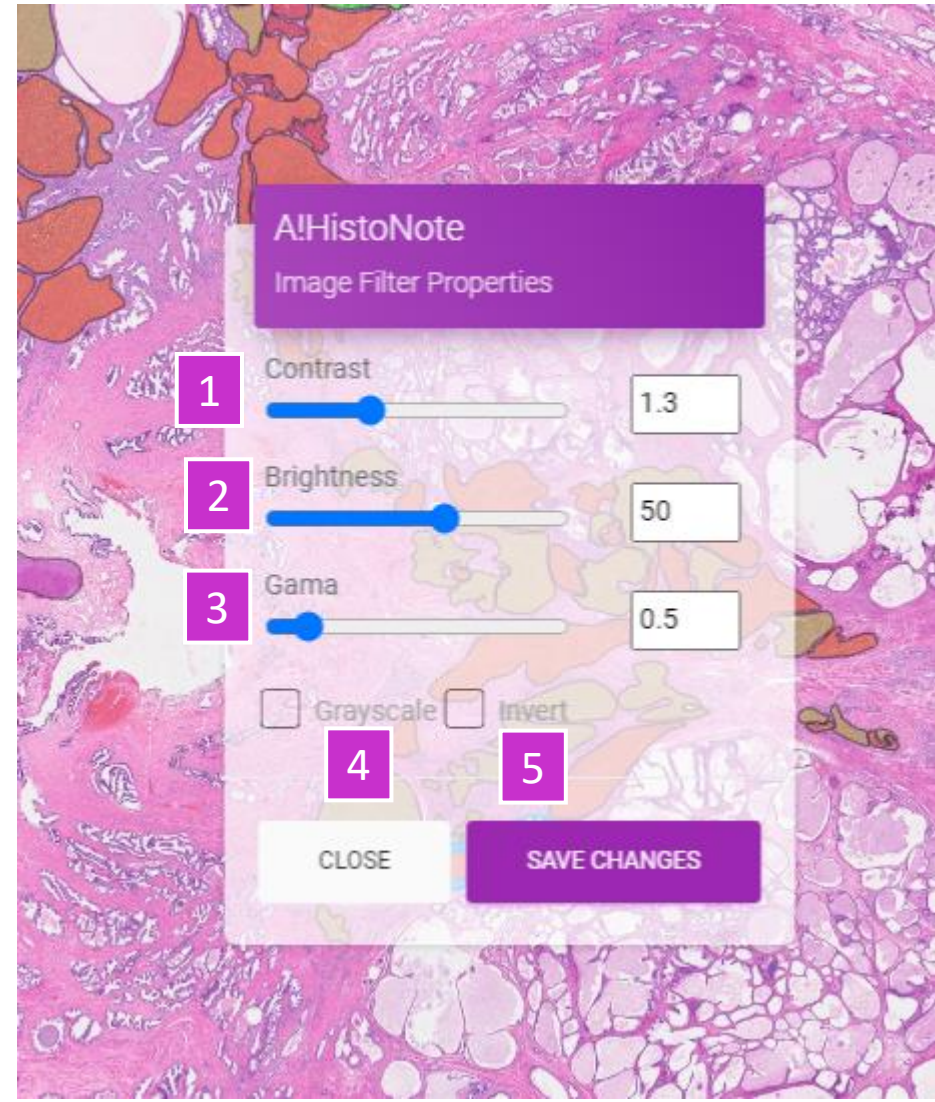 A!HistoNote
Image Filter Properties
1
Contrast
1.3
2
Brightness
50
3
Gama
0.5
Grayscale
Invert
4
5
CLOSE
SAVE CHANGES